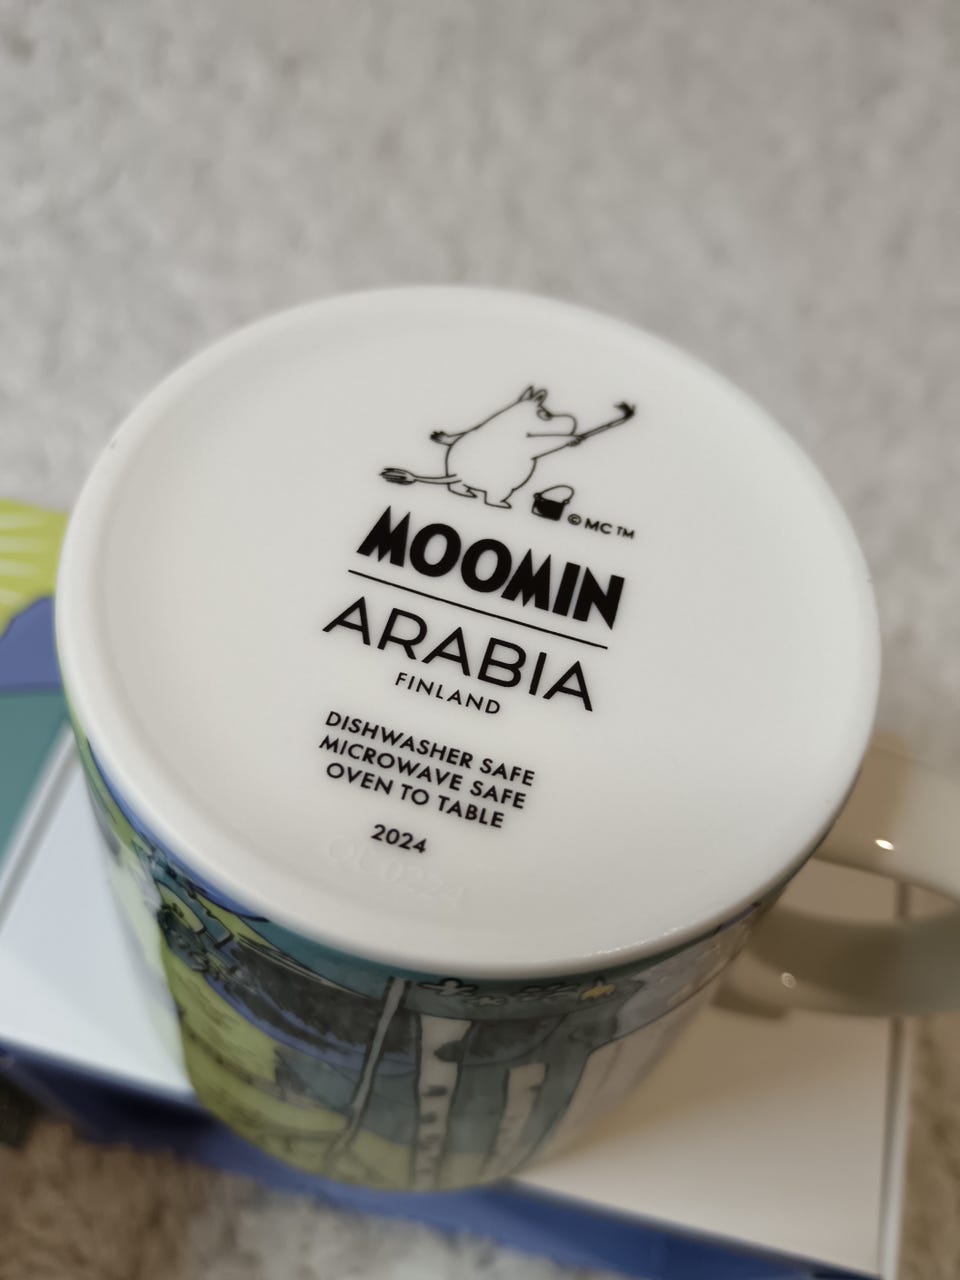 © MC ™
MOOMIN
ARABIA
FINLAND
DISHWASHER SAFE
MICROWAVE SAFE
OVEN TO TABLE
2024